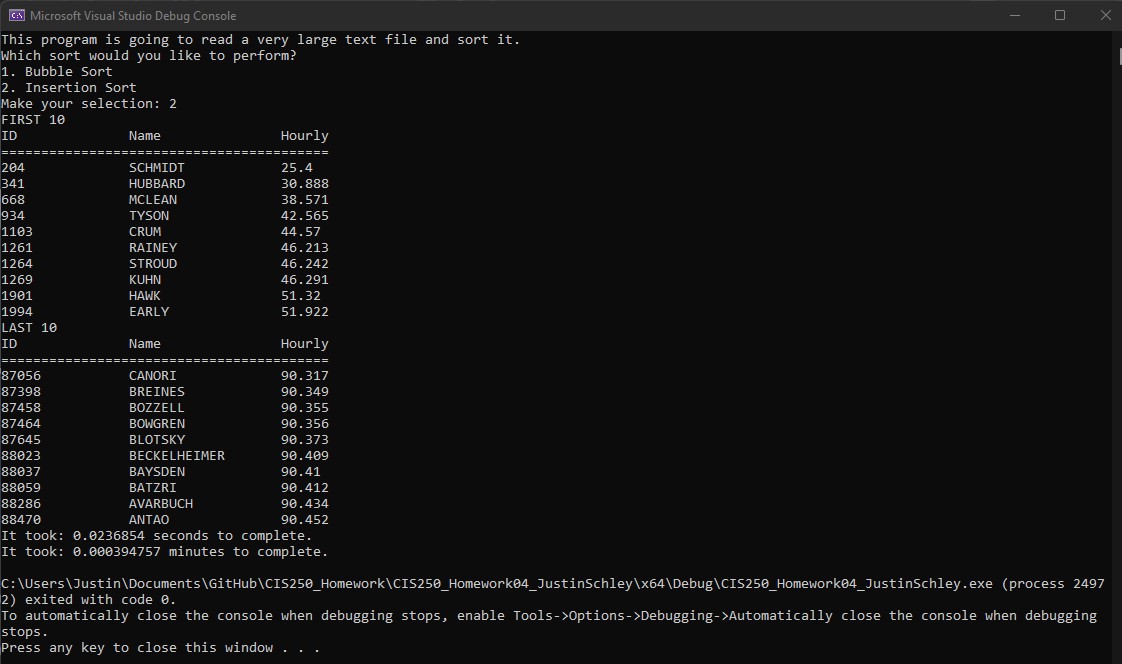 Microsoft Visual Studio Debug Console
This program is going to read a very large text file and sort it.
Which sort would you like to perform?
1. Bubble Sort
2. Insertion Sort
Make your selection: 2
FIRST 10
ID Name Hourly
=========================================
204 SCHMIDT 25.4
341 HUBBARD 30.888
668 MCLEAN 38.571
934 TYSON 42.565
1103 CRUM 44.57
1261 RAINEY 46.213
1264 STROUD 46.242
1269 KUHN 46.291
1901 HAWK 51.32
1994 EARLY 51.922
LAST 10
ID Name Hourly
=========================================
87056 CANORI 90.317
87398 BREINES 90.349
87458 BOZZELL 90.355
87464 BOWGREN 90.356
87645 BLOTSKY 90.373
88023 BECKELHEIMER 90.409
88037 BAYSDEN 90.41
88059 BATZRI 90.412
88286 AVARBUCH 90.434
88470 ANTAO 90.452
It took: 0.0236854 seconds to complete.
It took: 0.000394757 minutes to complete.
C:\Users\Justin\Documents\GitHub\CIS250_Homework\CIS250_Homework04_JustinSchley\x64\Debug\CIS250_Homework04_JustinSchley.exe (process 2497
2) exited with code 0.
To automatically close the console when debugging stops, enable Tools->Options->Debugging->Automatically close the console when debugging
stops.
Press any key to close this window . . .